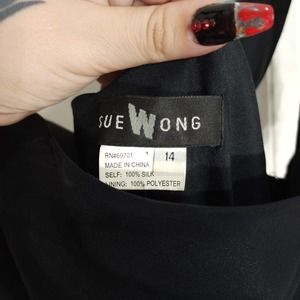 SUE WONG
RN#69701 14
MADE IN CHINA
SELF: 100% SILK
LINING: 100% POLYESTER